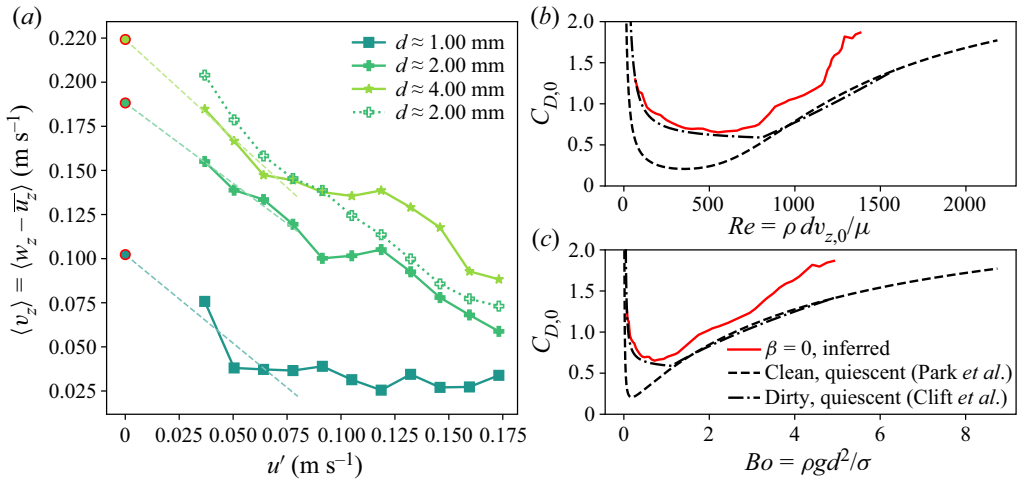 (a)
0.220
0.200
0.175
0.150
0.125
0.100
0.075
0.050
0.025
⟨v_z⟩ = ⟨w_z − \overline{u_z}⟩ (m s⁻¹)
d ≈ 1.00 mm
d ≈ 2.00 mm
d ≈ 4.00 mm
d ≈ 2.00 mm
0 0.025 0.050 0.075 0.100 0.125 0.150 0.175
u′ (m s⁻¹)
(b)
2.0
1.5
1.0
0.5
0
C_{D,0}
0 500 1000 1500 2000
Re = ρ dv_{z,0}/μ
(c)
2.0
1.5
1.0
0.5
0
C_{D,0}
β = 0, inferred
Clean, quiescent (Park et al.)
Dirty, quiescent (Clift et al.)
0 2 4 6 8
Bo = ρgd²/σ